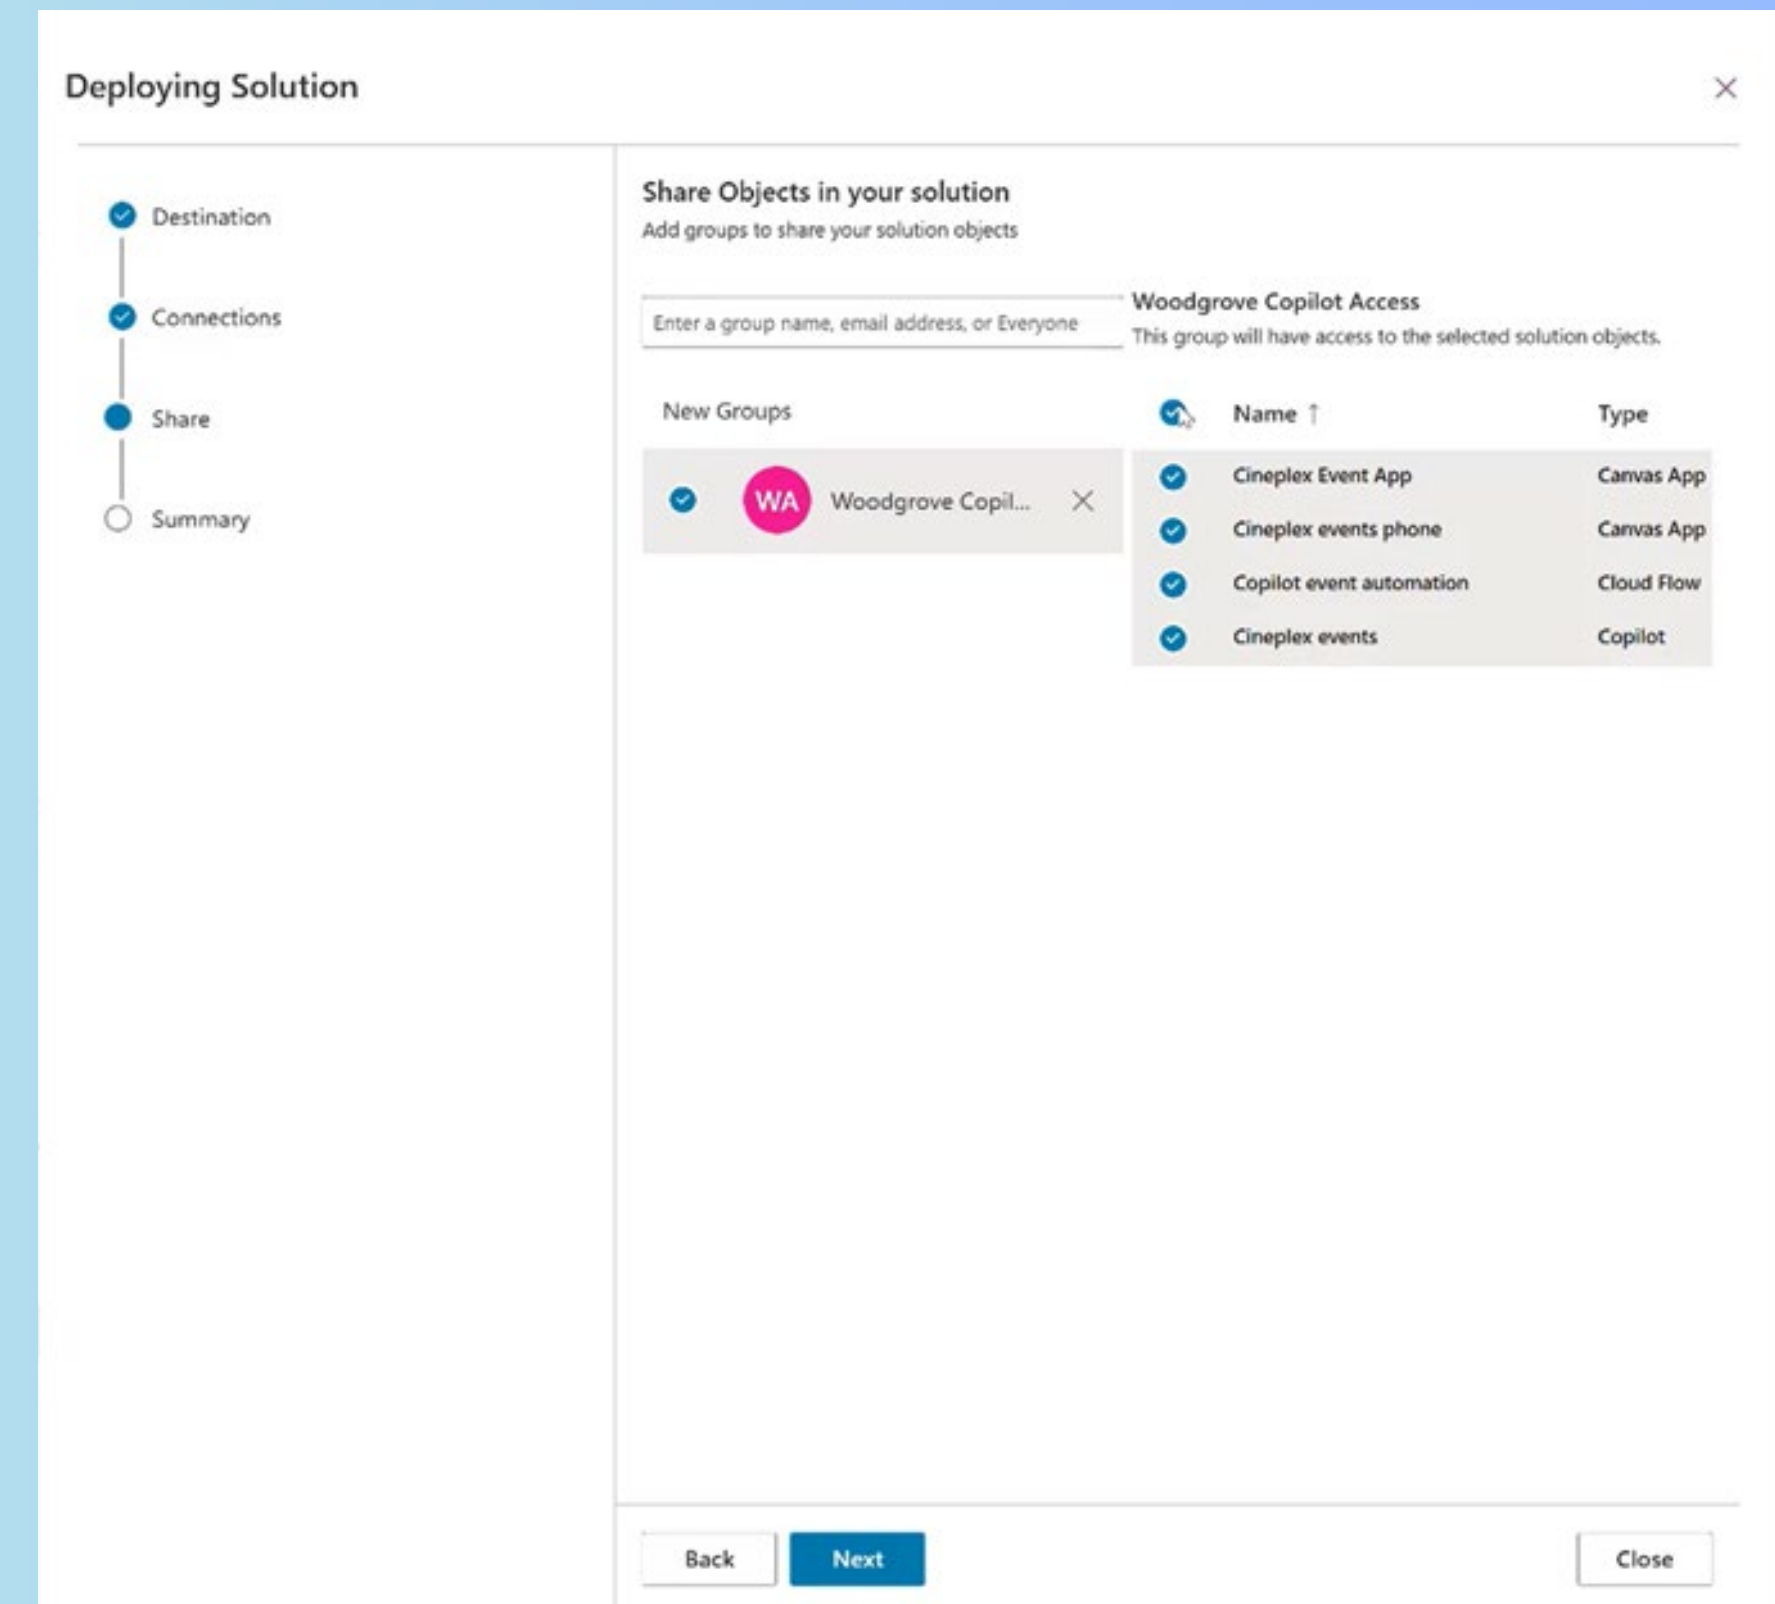 Deploying Solution
Destination
Connections
Share
Summary
Share Objects in your solution
Add groups to share your solution objects
Enter a group name, email address, or Everyone
New Groups
WA Woodgrove Copil...
Woodgrove Copilot Access
This group will have access to the selected solution objects.
Name ↑ Type
Cineplex Event App Canvas App
Cineplex events phone Canvas App
Copilot event automation Cloud Flow
Cineplex events Copilot
Back Next Close